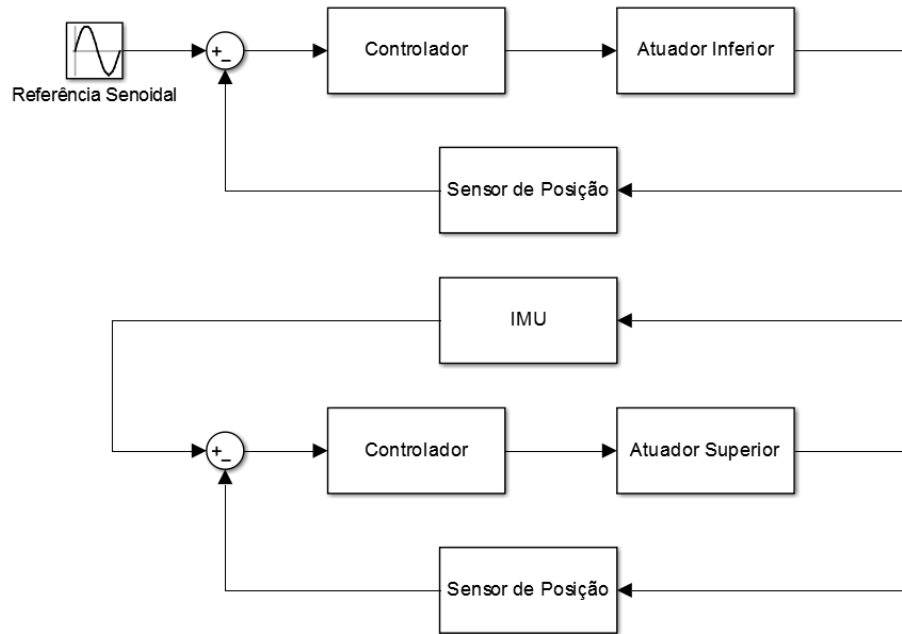 Controlador
Atuador Inferior
Referência Senoidal
+
−
Sensor de Posição
IMU
Controlador
Atuador Superior
+
−
Sensor de Posição